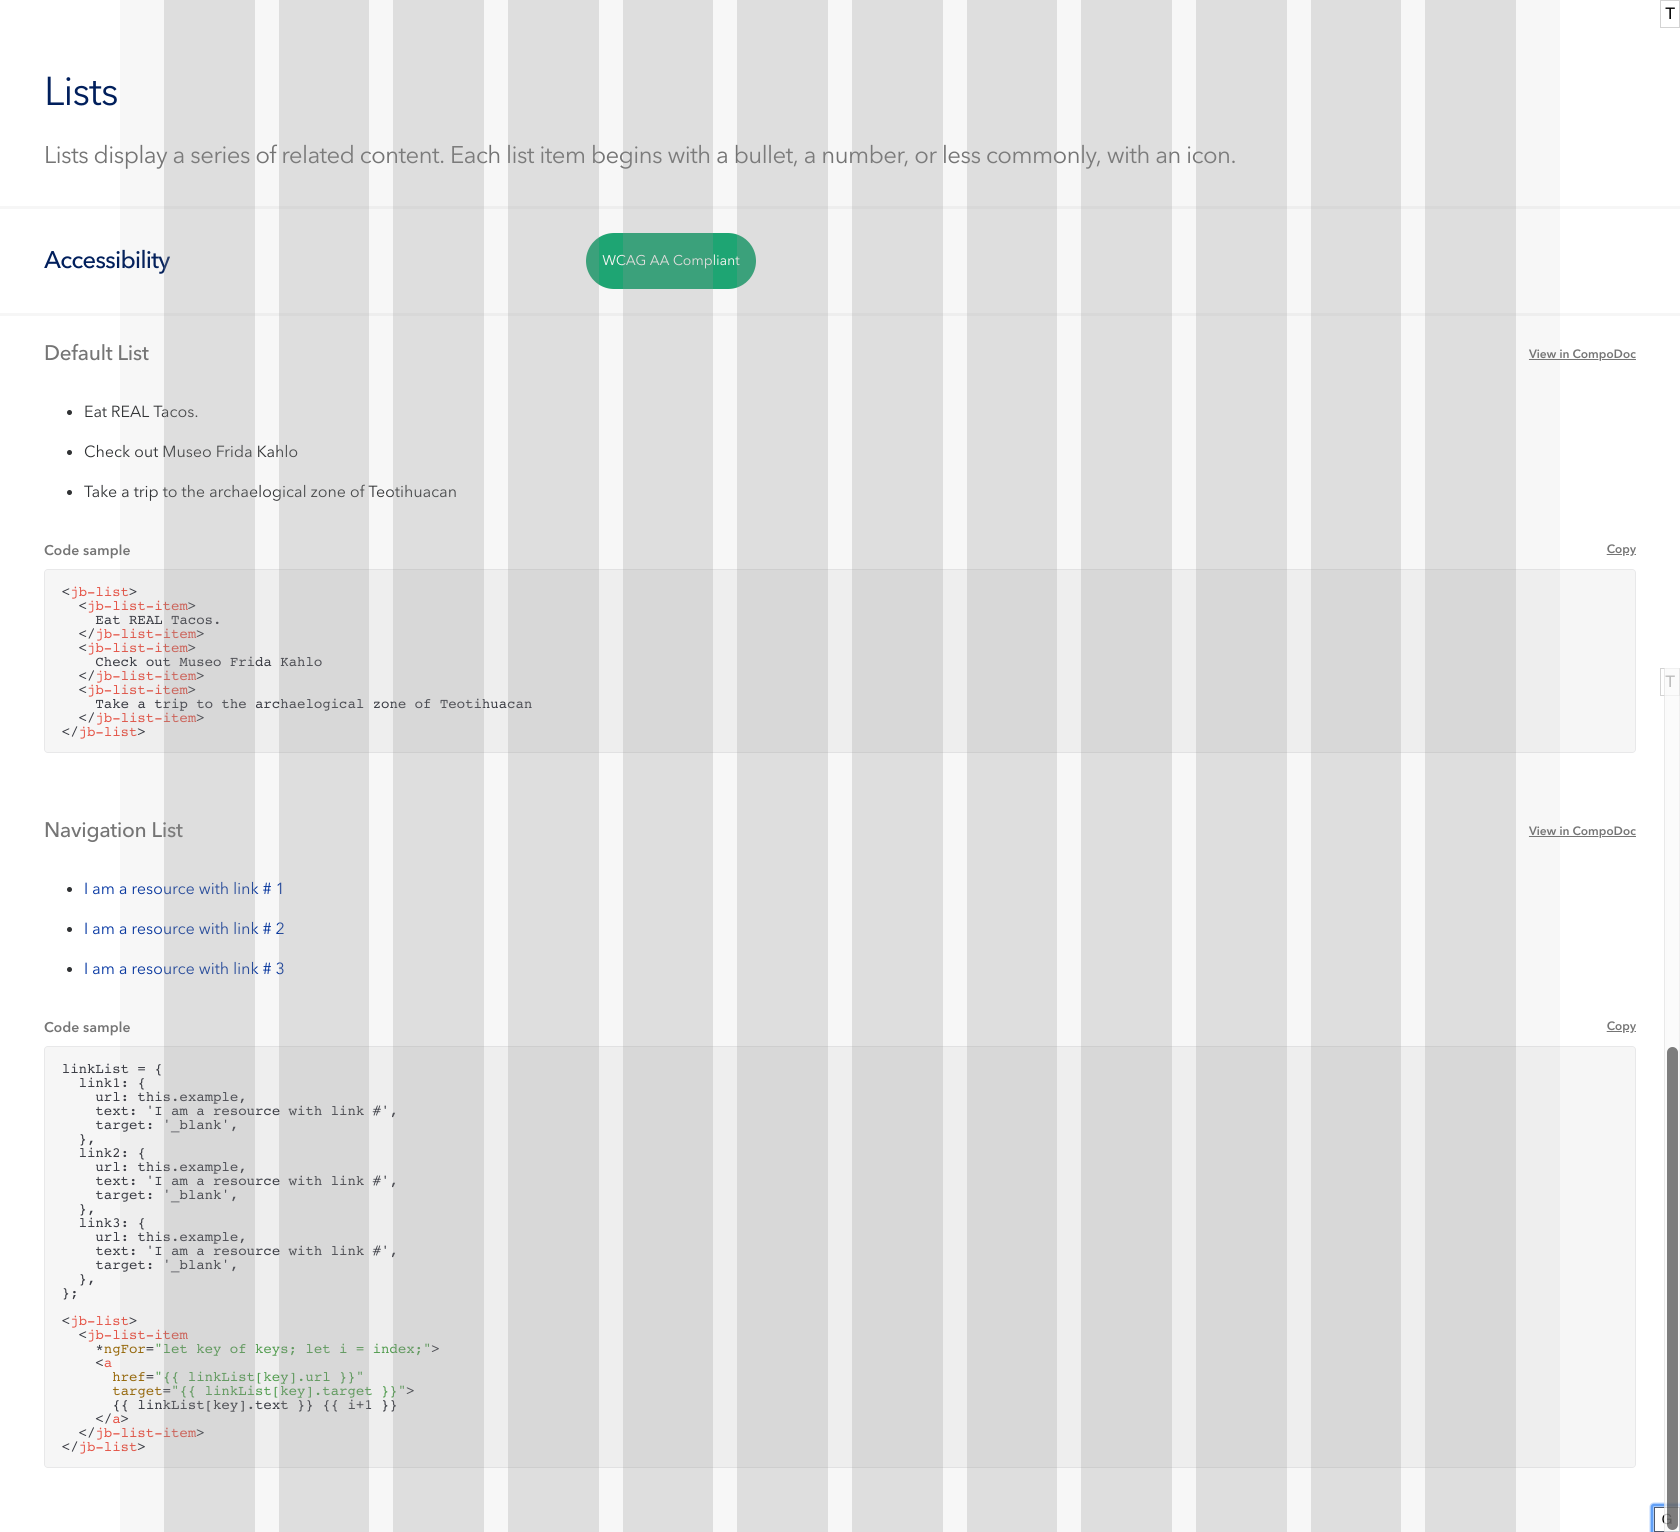 T
Lists
Lists display a series of related content. Each list item begins with a bullet, a number, or less commonly, with an icon.
Accessibility
WCAG AA Compliant
Default List
View in CompoDoc
• Eat REAL Tacos.
• Check out Museo Frida Kahlo
• Take a trip to the archaelogical zone of Teotihuacan
Code sample
Copy
<jb-list>
  <jb-list-item>
    Eat REAL Tacos.
  </jb-list-item>
  <jb-list-item>
    Check out Museo Frida Kahlo
  </jb-list-item>
  <jb-list-item>
    Take a trip to the archaelogical zone of Teotihuacan
  </jb-list-item>
</jb-list>
T
Navigation List
View in CompoDoc
• I am a resource with link # 1
• I am a resource with link # 2
• I am a resource with link # 3
Code sample
Copy
linkList = {
  link1: {
    url: this.example,
    text: 'I am a resource with link #',
    target: '_blank',
  },
  link2: {
    url: this.example,
    text: 'I am a resource with link #',
    target: '_blank',
  },
  link3: {
    url: this.example,
    text: 'I am a resource with link #',
    target: '_blank',
  },
};
<jb-list>
  <jb-list-item
    *ngFor="let key of keys; let i = index;">
    <a
      href="{{ linkList[key].url }}"
      target="{{ linkList[key].target }}">
      {{ linkList[key].text }} {{ i+1 }}
    </a>
  </jb-list-item>
</jb-list>